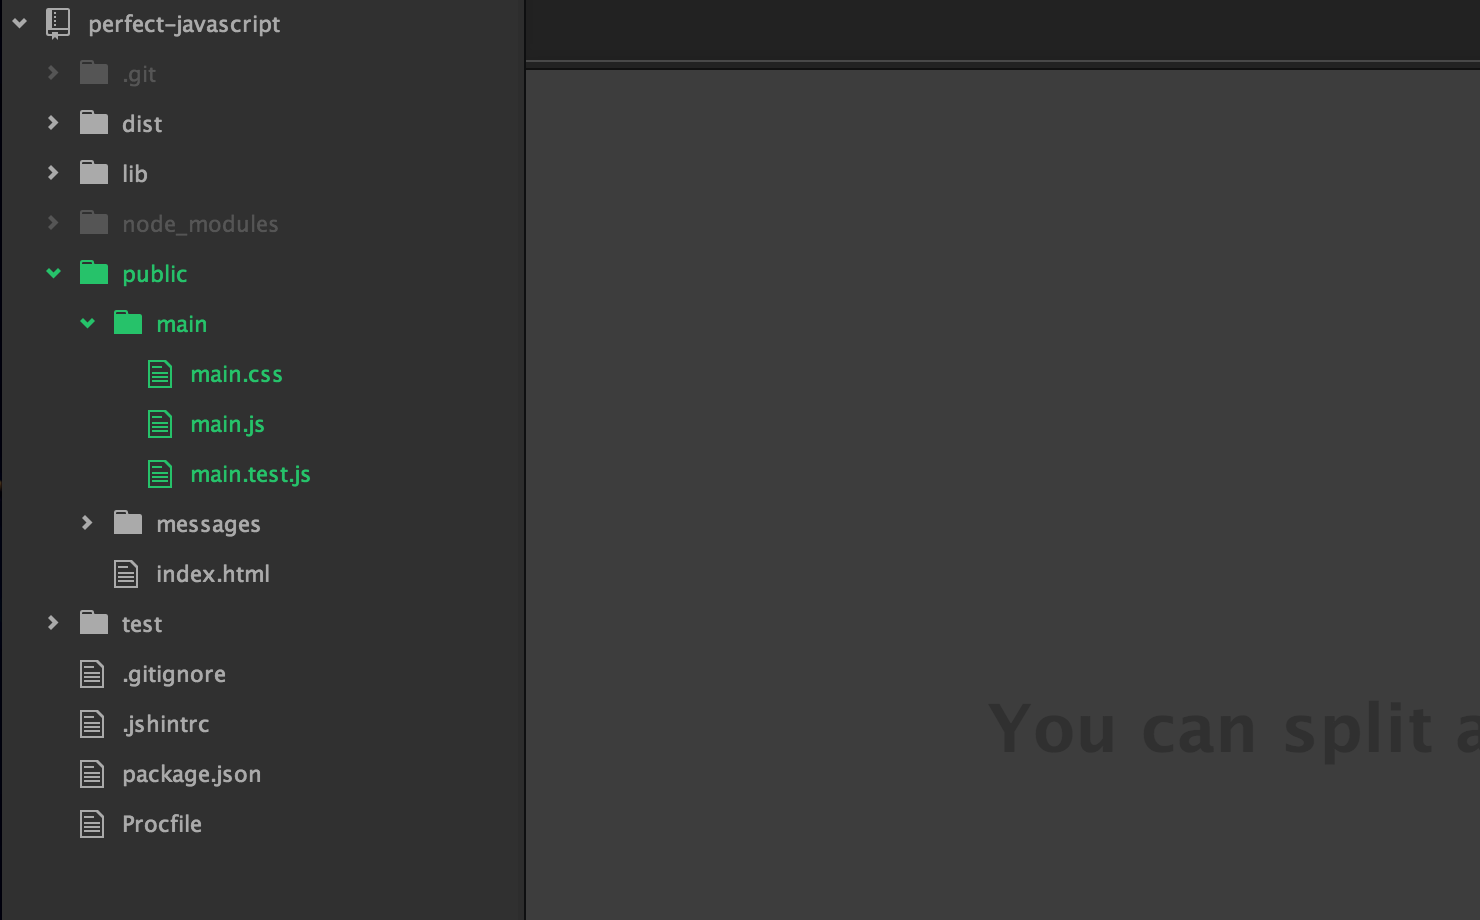 perfect-javascript
.git
dist
lib
node_modules
public
main
main.css
main.js
main.test.js
messages
index.html
test
.gitignore
.jshintrc
package.json
Procfile
You can split a